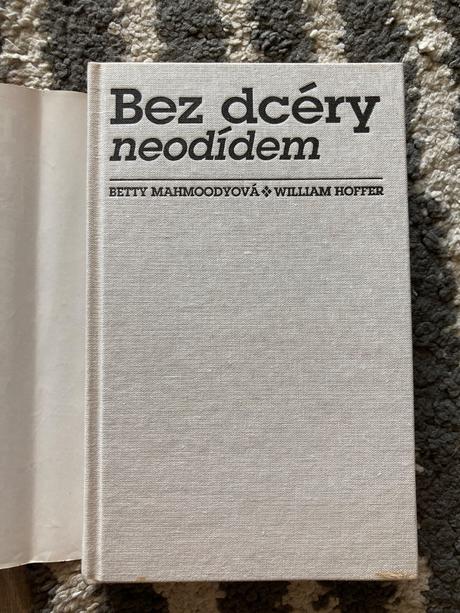 Bez dcéry
neodídem
BETTY MAHMOODYOVÁ ❖ WILLIAM HOFFER